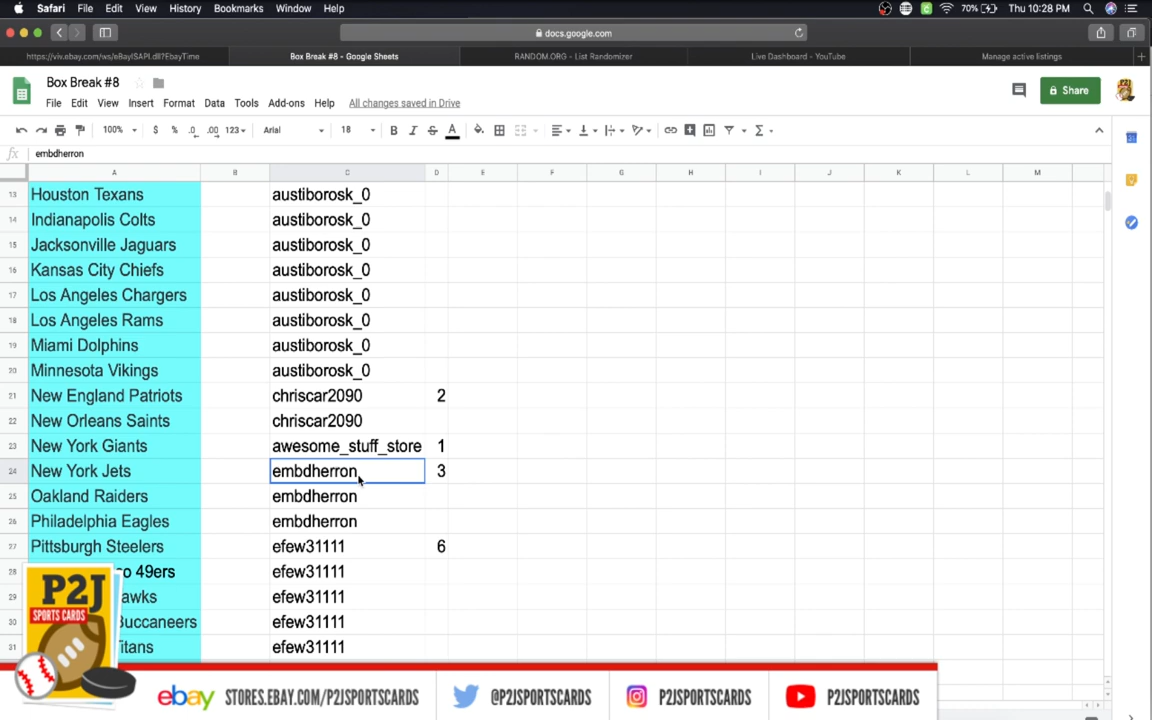 Safari File Edit View History Bookmarks Window Help 70% Thu 10:28 PM
docs.google.com
https://viv.ebay.com/ws/eBayISAPI.dll?EbayTime Box Break #8 - Google Sheets RANDOM.ORG - List Randomizer Live Dashboard - YouTube Manage active listings
Box Break #8
File Edit View Insert Format Data Tools Add-ons Help All changes saved in Drive
Share
100% $ % .0 .00 123 Arial 18 B I S A
fx embdherron
A B C D E F G H I J K L M
13 Houston Texans austiborosk_0
14 Indianapolis Colts austiborosk_0
15 Jacksonville Jaguars austiborosk_0
16 Kansas City Chiefs austiborosk_0
17 Los Angeles Chargers austiborosk_0
18 Los Angeles Rams austiborosk_0
19 Miami Dolphins austiborosk_0
20 Minnesota Vikings austiborosk_0
21 New England Patriots chriscar2090 2
22 New Orleans Saints chriscar2090
23 New York Giants awesome_stuff_store 1
24 New York Jets embdherron 3
25 Oakland Raiders embdherron
26 Philadelphia Eagles embdherron
27 Pittsburgh Steelers efew31111 6
28 49ers efew31111
29 efew31111
30 Buccaneers efew31111
31 efew31111
P2J
SPORTS CARDS
ebay STORES.EBAY.COM/P2JSPORTSCARDS @P2JSPORTSCARDS P2JSPORTSCARDS P2JSPORTSCARDS